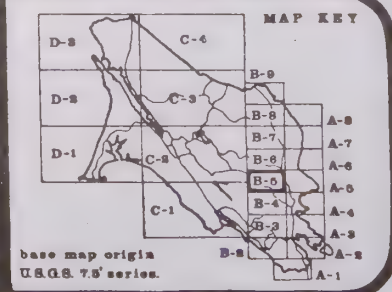 MAP KEY
D-3
C-4
B-9
D-2
C-3
B-8
A-8
B-7
A-7
D-1
B-6
A-6
C-2
B-5
A-5
B-4
A-4
C-1
B-3
A-3
B-2
A-2
A-1
base map origin
U.S.G.S. 7.5' series.